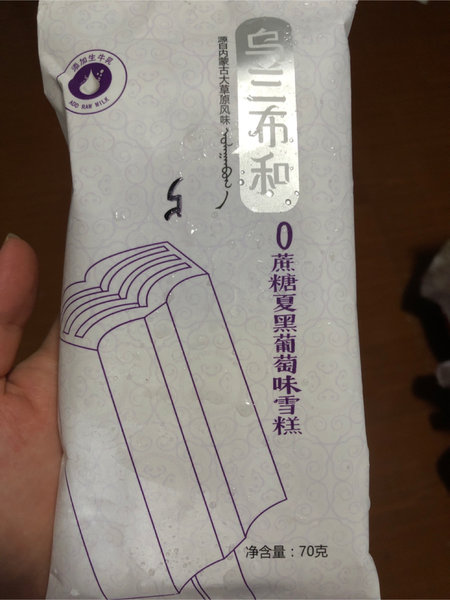 添加生牛乳
ADD RAW MILK
源自内蒙古大草原风味
乌三布和
0蔗糖夏黑葡萄味雪糕
净含量：70克